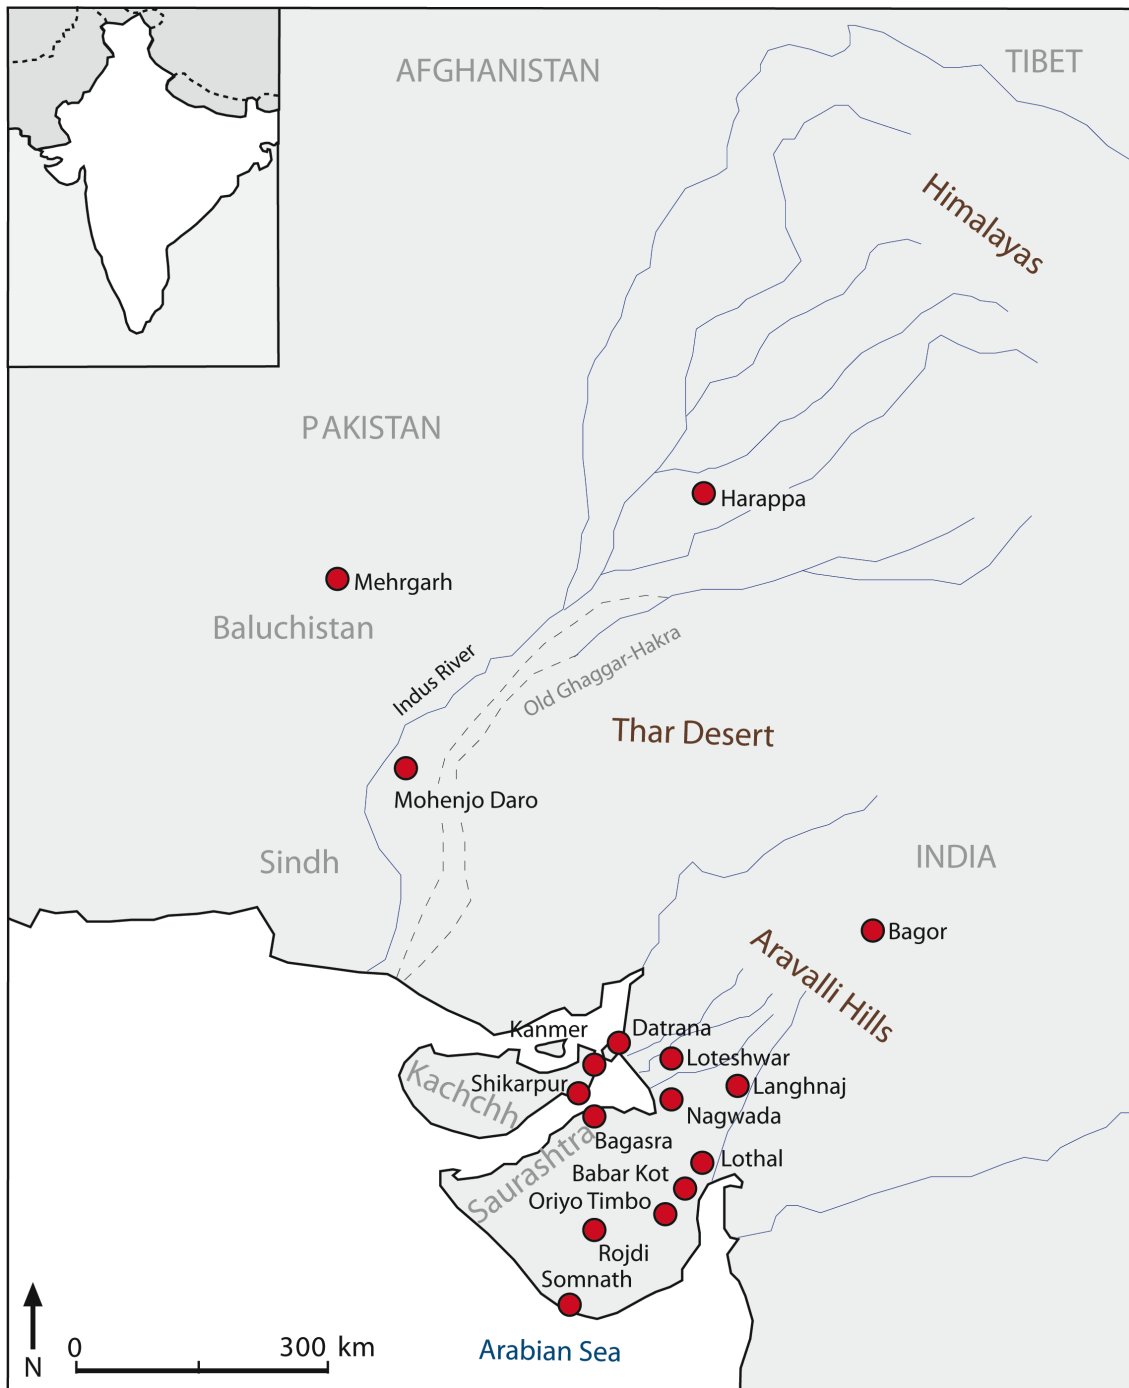 AFGHANISTAN
TIBET
Himalayas
PAKISTAN
Harappa
Mehrgarh
Baluchistan
Indus River
Old Ghaggar-Hakra
Thar Desert
Mohenjo Daro
Sindh
INDIA
Bagor
Aravalli Hills
Kanmer
Datrana
Loteshwar
Kachchh
Shikarpur
Langhnaj
Nagwada
Bagasra
Saurashtra
Lothal
Babar Kot
Oriyo Timbo
Rojdi
Somnath
Arabian Sea
0
300 km
N